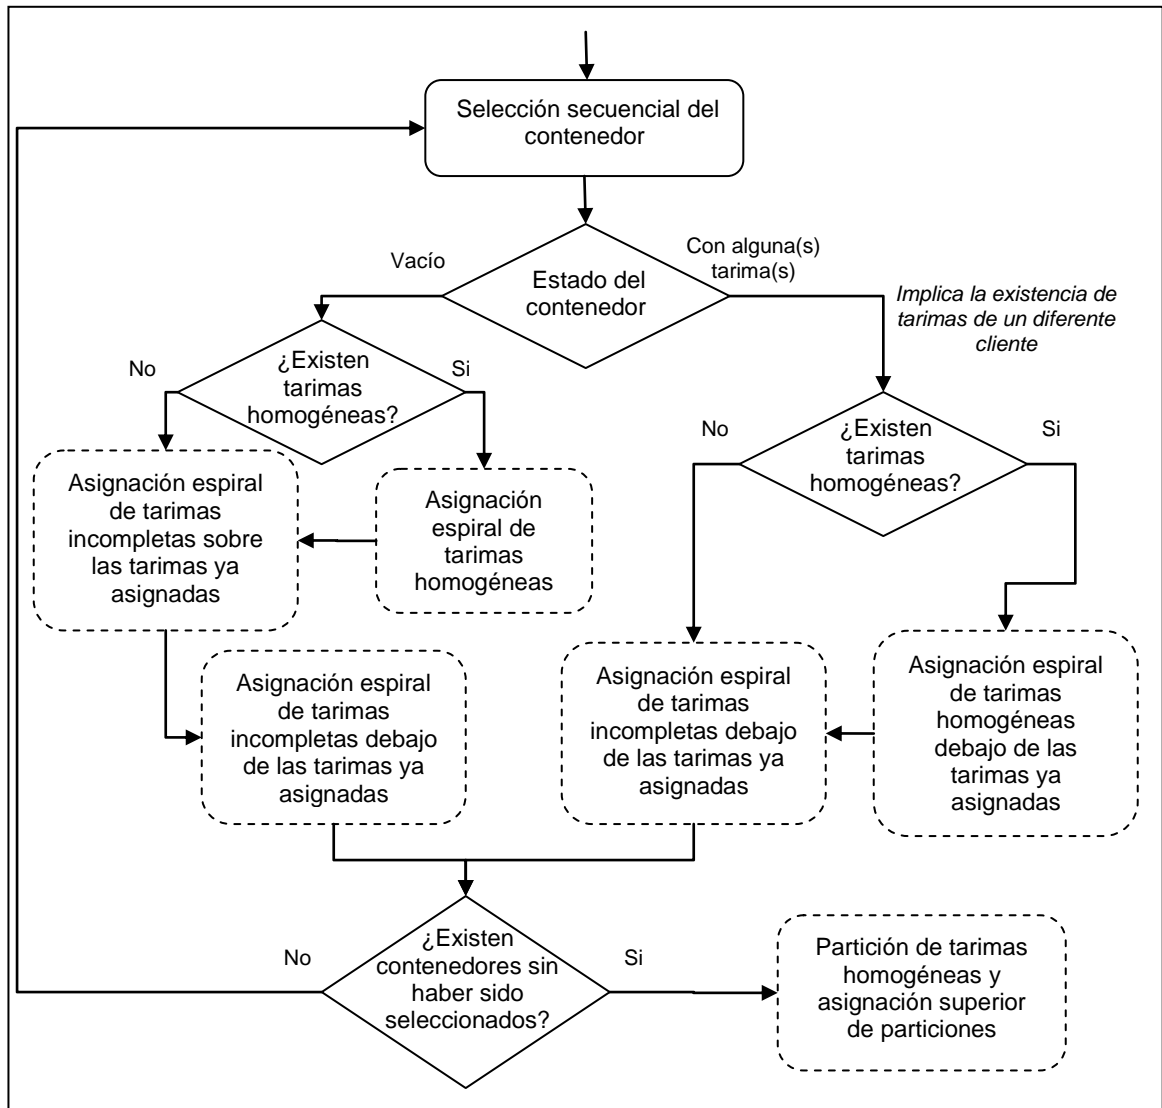 Selección secuencial del
contenedor
Vacío
Con alguna(s)
tarima(s)
Estado del
contenedor
Implica la existencia de
tarimas de un diferente
cliente
No
¿Existen
tarimas
homogéneas?
Si
No
¿Existen
tarimas
homogéneas?
Si
Asignación espiral
de tarimas
incompletas sobre
las tarimas ya
asignadas
Asignación
espiral de
tarimas
homogéneas
Asignación espiral
de tarimas
incompletas debajo
de las tarimas ya
asignadas
Asignación espiral
de tarimas
incompletas debajo
de las tarimas ya
asignadas
Asignación espiral
de tarimas
homogéneas
debajo de las
tarimas ya
asignadas
No
¿Existen
contenedores sin
haber sido
seleccionados?
Si
Partición de tarimas
homogéneas y
asignación superior
de particiones